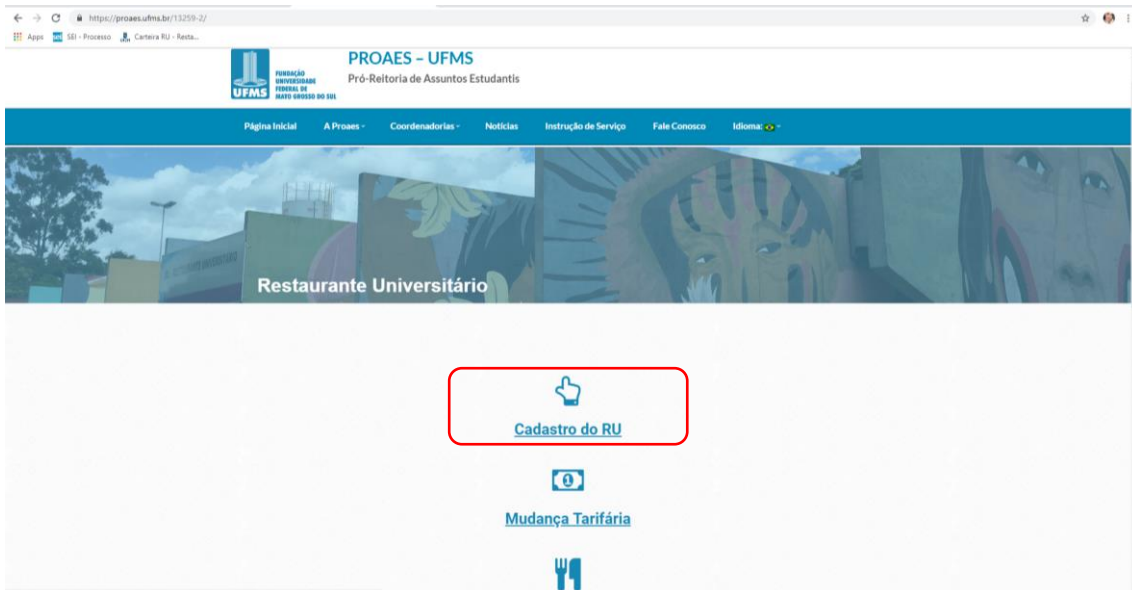 https://proaes.ufms.br/13259-2/
Apps SEI - Processo Carteira RU - Resta...
UFMS
FUNDAÇÃO
UNIVERSIDADE
FEDERAL DE
MATO GROSSO DO SUL
PROAES – UFMS
Pró-Reitoria de Assuntos Estudantis
Página Inicial A Proaes Coordenadorias Notícias Instrução de Serviço Fale Conosco Idioma:
Restaurante Universitário
Cadastro do RU
1
Mudança Tarifária